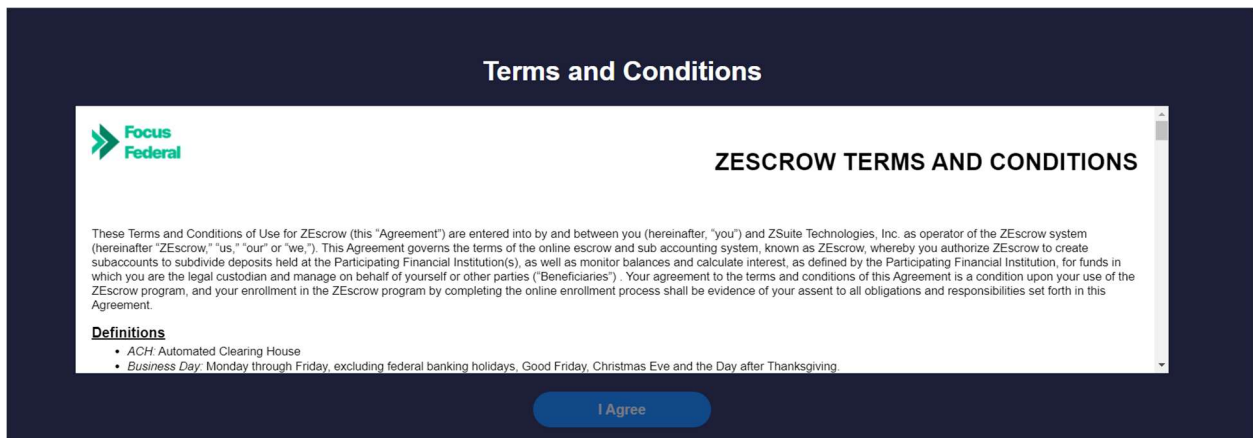 Terms and Conditions
Focus
Federal
ZESCROW TERMS AND CONDITIONS
These Terms and Conditions of Use for ZEscrow (this "Agreement") are entered into by and between you (hereinafter, "you") and ZSuite Technologies, Inc. as operator of the ZEscrow system
(hereinafter "ZEscrow," "us," "our" or "we,"). This Agreement governs the terms of the online escrow and sub accounting system, known as ZEscrow, whereby you authorize ZEscrow to create
subaccounts to subdivide deposits held at the Participating Financial Institution(s), as well as monitor balances and calculate interest, as defined by the Participating Financial Institution, for funds in
which you are the legal custodian and manage on behalf of yourself or other parties ("Beneficiaries") . Your agreement to the terms and conditions of this Agreement is a condition upon your use of the
ZEscrow program, and your enrollment in the ZEscrow program by completing the online enrollment process shall be evidence of your assent to all obligations and responsibilities set forth in this
Agreement.
Definitions
• ACH: Automated Clearing House
• Business Day: Monday through Friday, excluding federal banking holidays, Good Friday, Christmas Eve and the Day after Thanksgiving.
I Agree